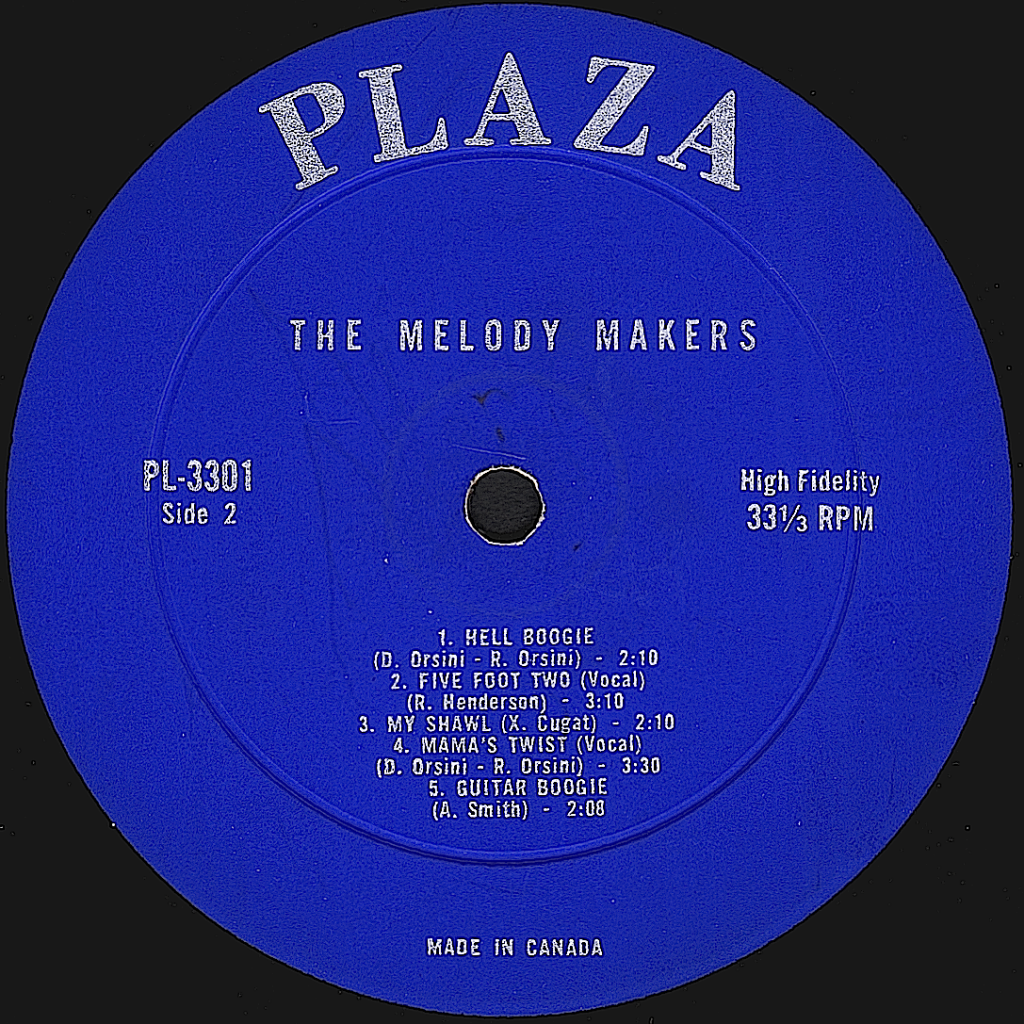 PLAZA
THE MELODY MAKERS
PL-3301
Side 2
High Fidelity
33⅓ RPM
1. HELL BOOGIE
(D. Orsini - R. Orsini) - 2:10
2. FIVE FOOT TWO (Vocal)
(R. Henderson) - 3:10
3. MY SHAWL (X. Cugat) - 2:10
4. MAMA'S TWIST (Vocal)
(D. Orsini - R. Orsini) - 3:30
5. GUITAR BOOGIE
(A. Smith) - 2:08
MADE IN CANADA